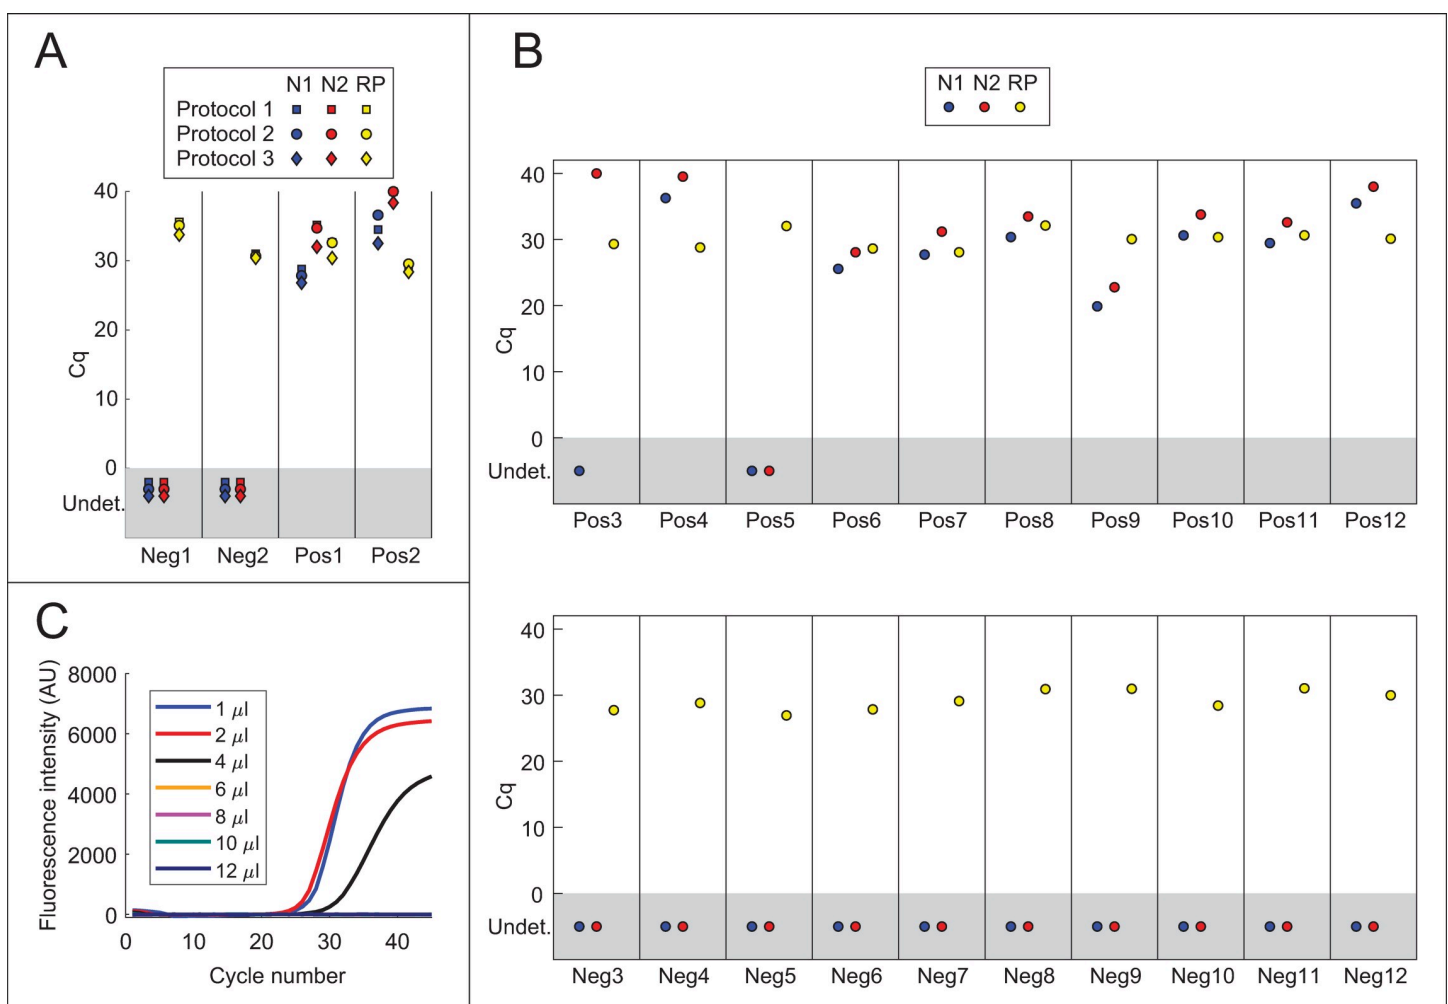 A
N1 N2 RP
Protocol 1
Protocol 2
Protocol 3
40
30
20
10
0
Undet.
Cq
Neg1 Neg2 Pos1 Pos2
B
N1 N2 RP
40
30
20
10
0
Undet.
Cq
Pos3 Pos4 Pos5 Pos6 Pos7 Pos8 Pos9 Pos10 Pos11 Pos12
40
30
20
10
0
Undet.
Cq
Neg3 Neg4 Neg5 Neg6 Neg7 Neg8 Neg9 Neg10 Neg11 Neg12
C
8000
6000
4000
2000
0
Fluorescence intensity (AU)
1 μl
2 μl
4 μl
6 μl
8 μl
10 μl
12 μl
0 10 20 30 40
Cycle number